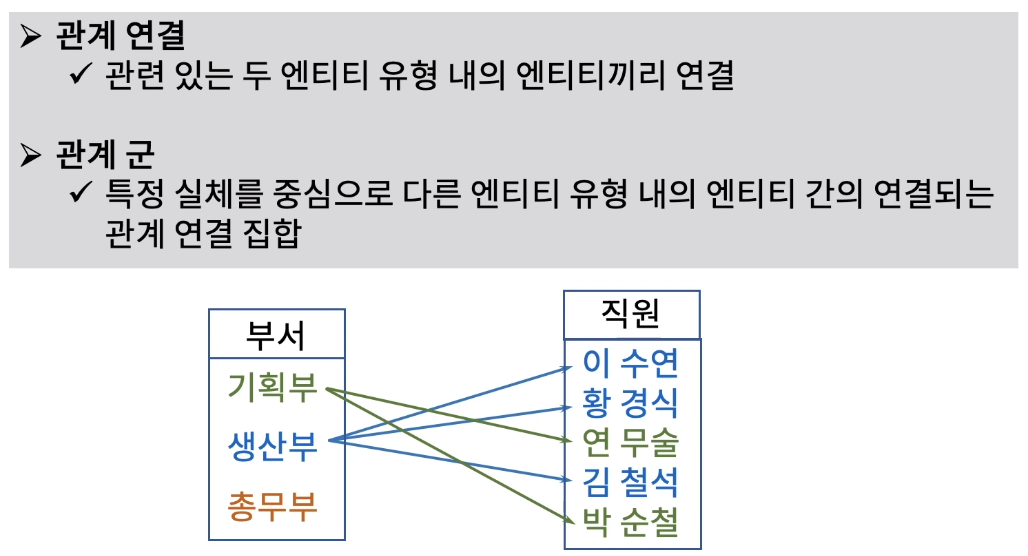 ➢ 관계 연결
✓ 관련 있는 두 엔티티 유형 내의 엔티티끼리 연결
➢ 관계 군
✓ 특정 실체를 중심으로 다른 엔티티 유형 내의 엔티티 간의 연결되는
관계 연결 집합
부서
기획부
생산부
총무부
직원
이 수연
황 경식
연 무술
김 철석
박 순철